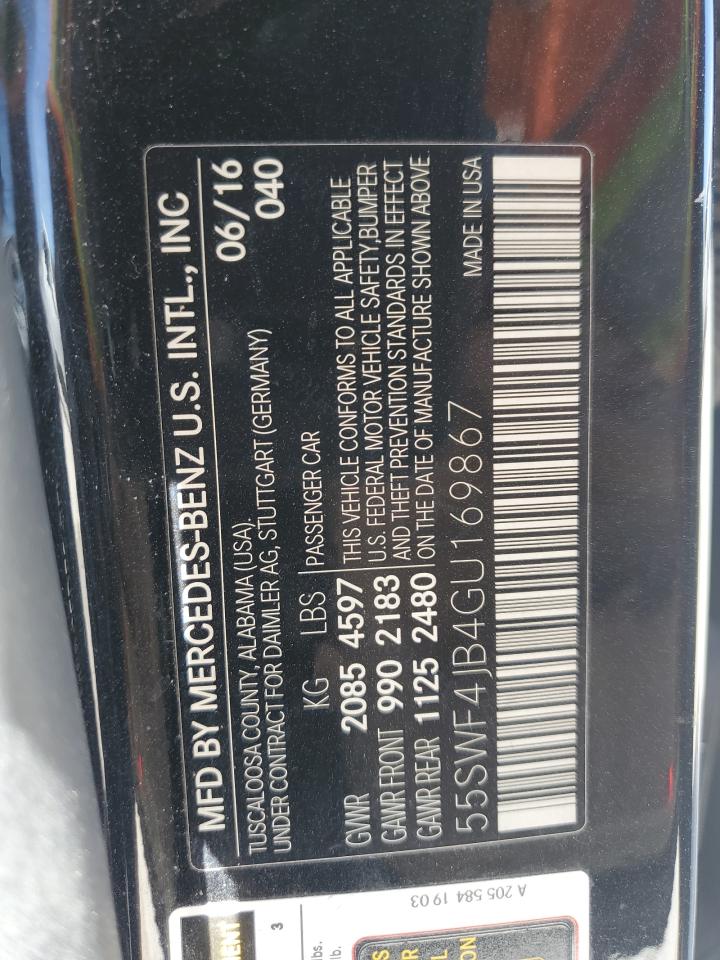 MFD BY MERCEDES-BENZ U.S. INTL., INC
TUSCALOOSA COUNTY, ALABAMA (USA),
UNDER CONTRACT FOR DAIMLER AG, STUTTGART (GERMANY)
06/16
040
KG LBS PASSENGER CAR
GVWR 2085 4597 THIS VEHICLE CONFORMS TO ALL APPLICABLE
GAWR FRONT 990 2183 U.S. FEDERAL MOTOR VEHICLE SAFETY,BUMPER
GAWR REAR 1125 2480 AND THEFT PREVENTION STANDARDS IN EFFECT
ON THE DATE OF MANUFACTURE SHOWN ABOVE.
55SWF4JB4GU169867 MADE IN USA
A 205 584 19 03
3
lbs.
lb.